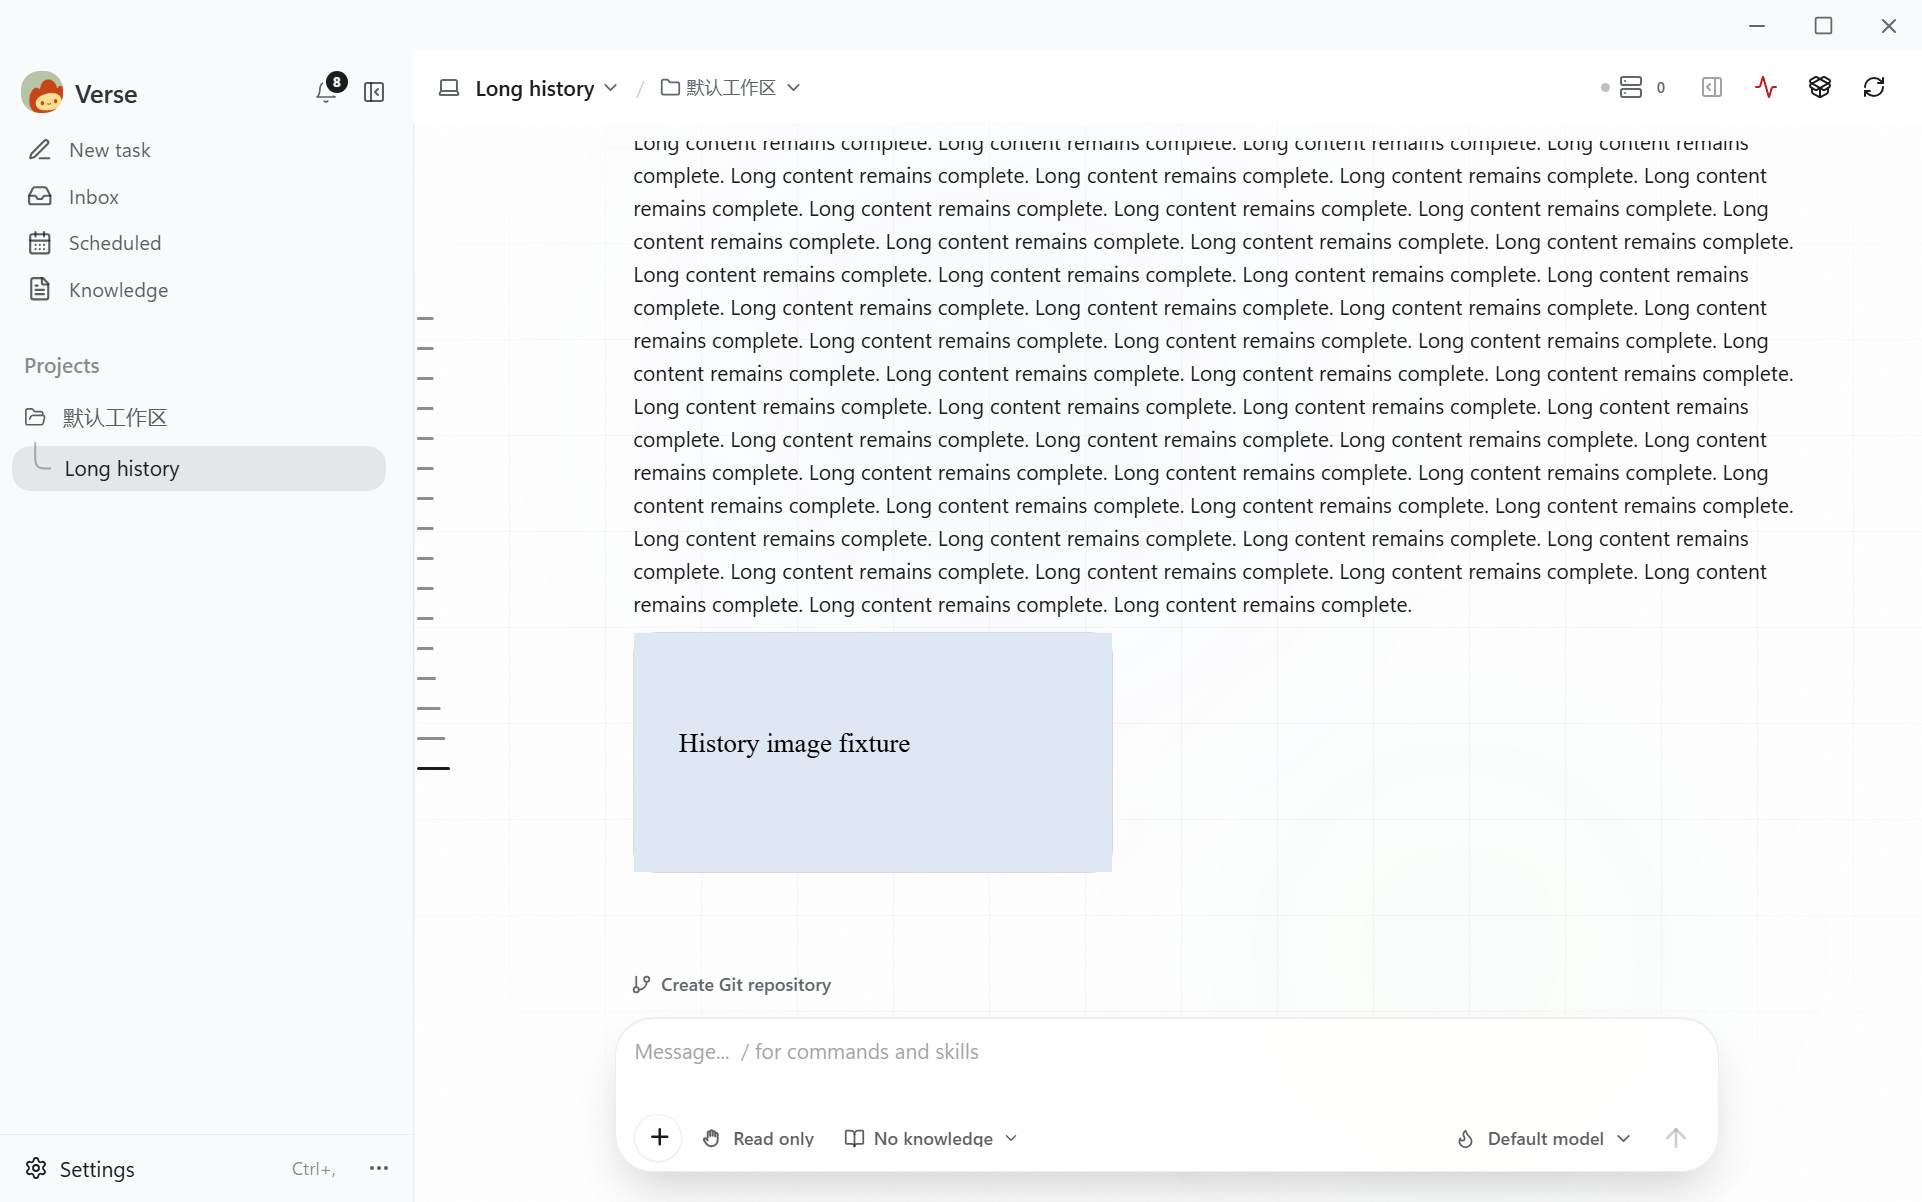 Verse
8
New task
Inbox
Scheduled
Knowledge
Projects
默认工作区
Long history
Settings
Ctrl+,
Long history
/
默认工作区
0
Long content remains complete. Long content remains complete. Long content remains complete. Long content remains
complete. Long content remains complete. Long content remains complete. Long content remains complete. Long content
remains complete. Long content remains complete. Long content remains complete. Long content remains complete. Long
content remains complete. Long content remains complete. Long content remains complete. Long content remains complete.
Long content remains complete. Long content remains complete. Long content remains complete. Long content remains
complete. Long content remains complete. Long content remains complete. Long content remains complete. Long content
remains complete. Long content remains complete. Long content remains complete. Long content remains complete. Long
content remains complete. Long content remains complete. Long content remains complete. Long content remains complete.
Long content remains complete. Long content remains complete. Long content remains complete. Long content remains
complete. Long content remains complete. Long content remains complete. Long content remains complete. Long content
remains complete. Long content remains complete. Long content remains complete. Long content remains complete. Long
content remains complete. Long content remains complete. Long content remains complete. Long content remains complete.
Long content remains complete. Long content remains complete. Long content remains complete. Long content remains
complete. Long content remains complete. Long content remains complete. Long content remains complete. Long content
remains complete. Long content remains complete. Long content remains complete.
History image fixture
Create Git repository
Message... / for commands and skills
Read only
No knowledge
Default model